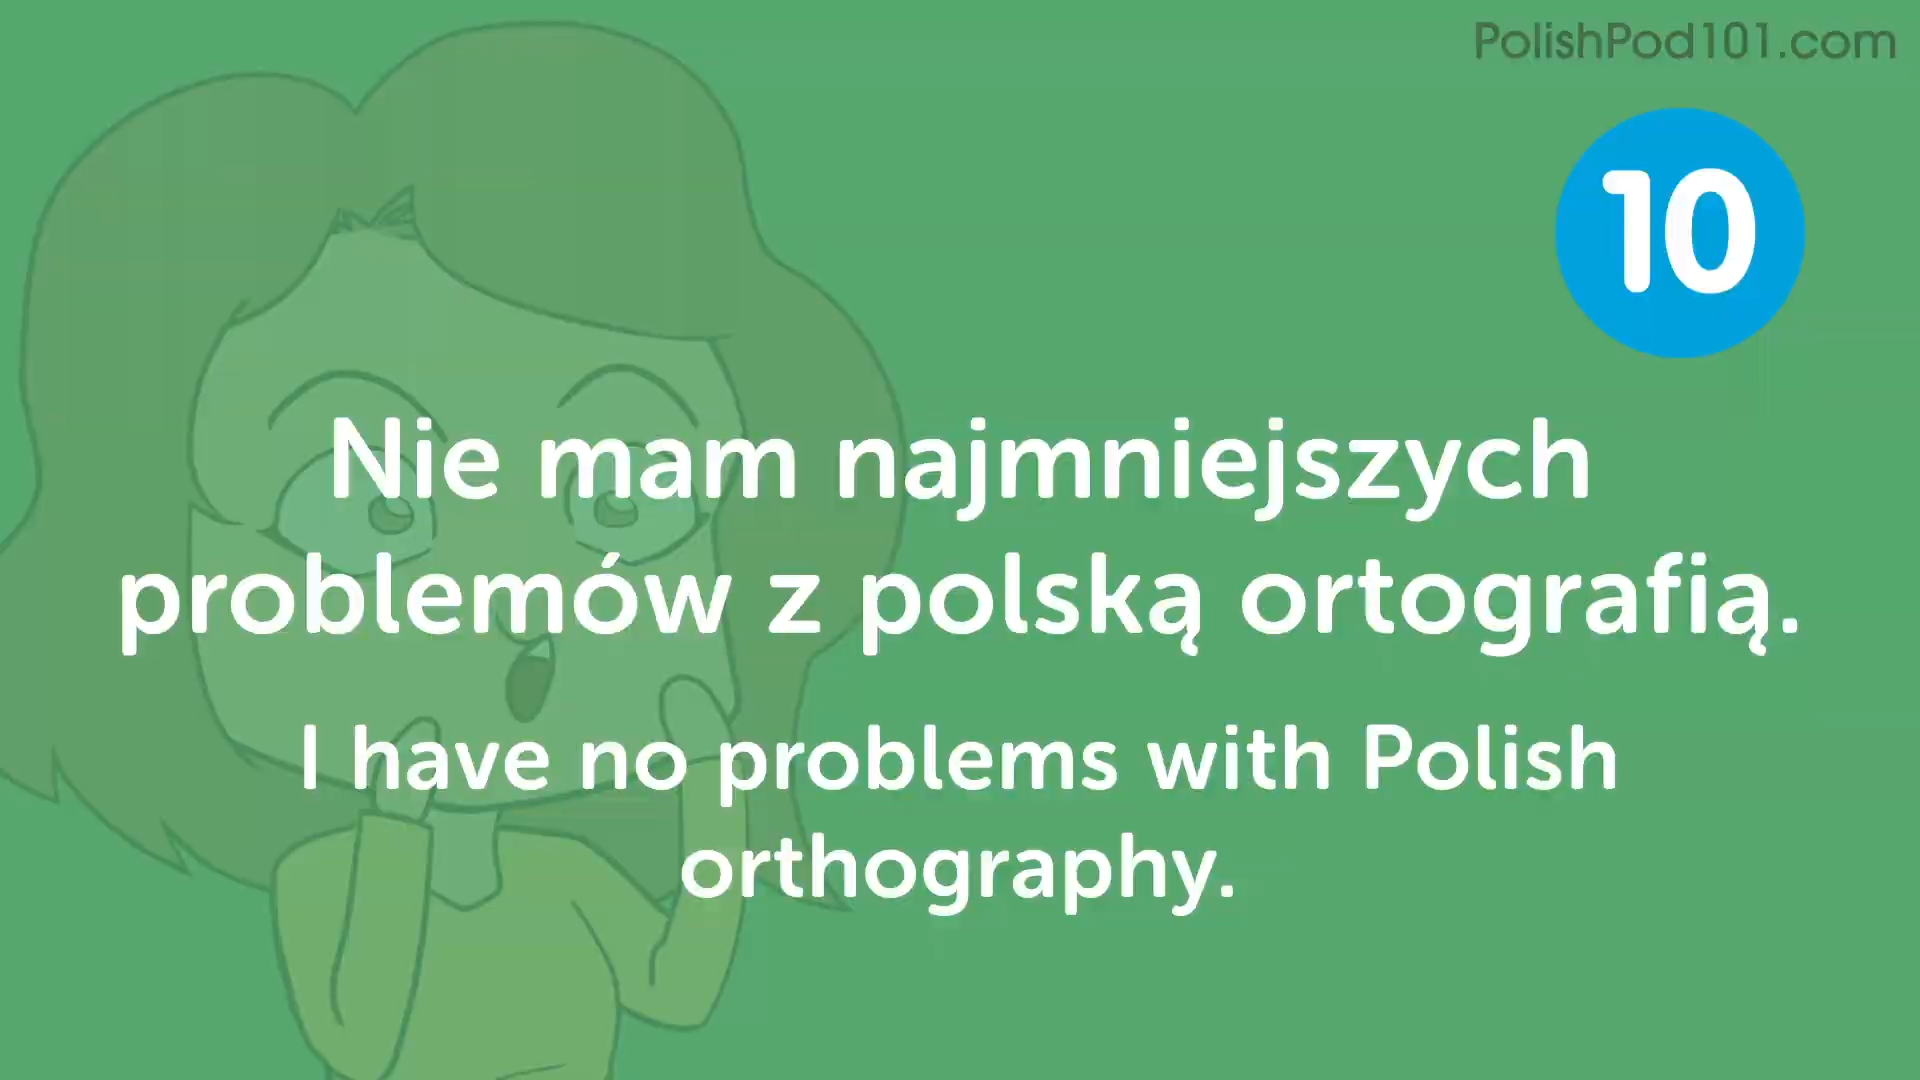 PolishPod101.com
10
Nie mam najmniejszych
problemów z polską ortografią.
I have no problems with Polish
orthography.